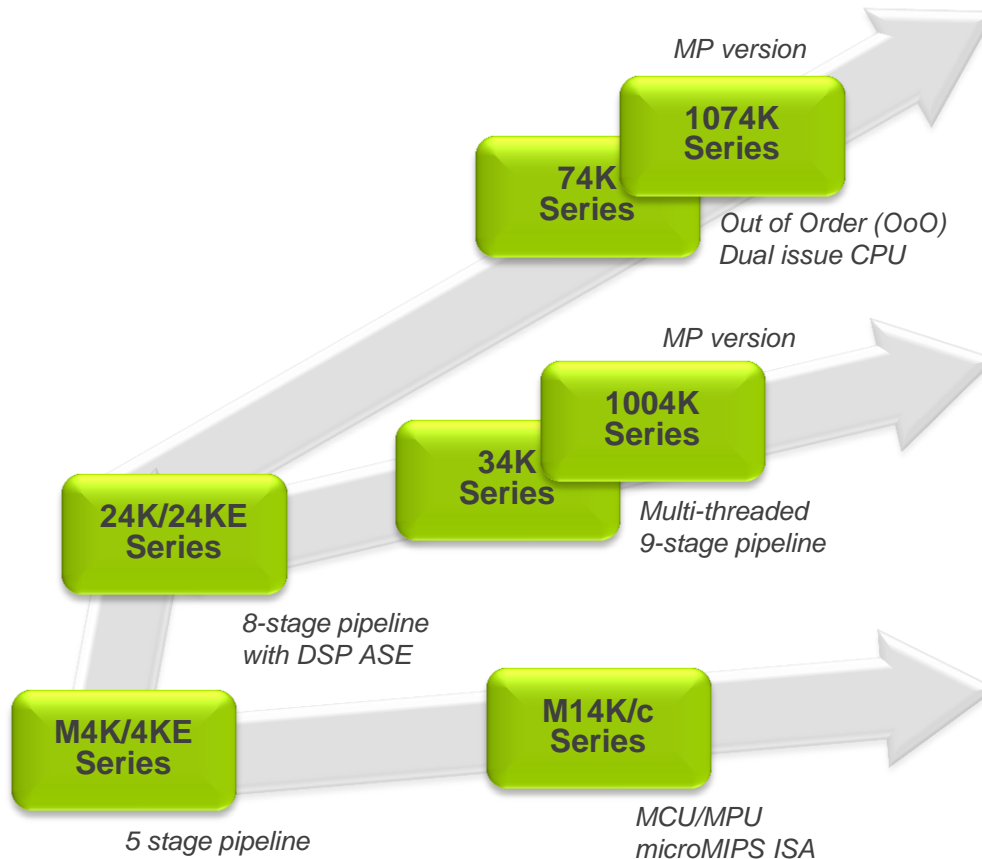 MP version
1074K
Series
74K
Series
Out of Order (OoO)
Dual issue CPU
MP version
1004K
Series
34K
Series
Multi-threaded
9-stage pipeline
24K/24KE
Series
8-stage pipeline
with DSP ASE
M4K/4KE
Series
M14K/c
Series
5 stage pipeline
MCU/MPU
microMIPS ISA